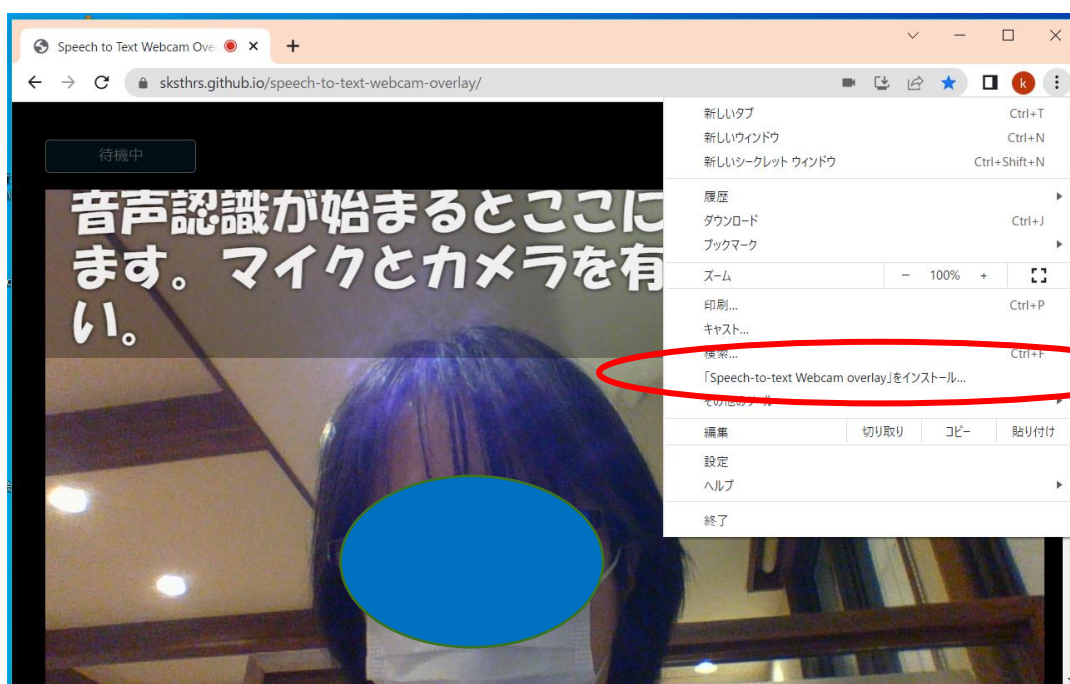 Speech to Text Webcam Ove
sksthrs.github.io/speech-to-text-webcam-overlay/
k
待機中
音声認識が始まるとここに
ます。マイクとカメラを有
い。
新しいタブ Ctrl+T
新しいウィンドウ Ctrl+N
新しいシークレット ウィンドウ Ctrl+Shift+N
履歴
ダウンロード Ctrl+J
ブックマーク
ズーム − 100% +
印刷... Ctrl+P
キャスト...
検索... Ctrl+F
「Speech-to-text Webcam overlay」をインストール...
その他のツール
編集 切り取り コピー 貼り付け
設定
ヘルプ
終了